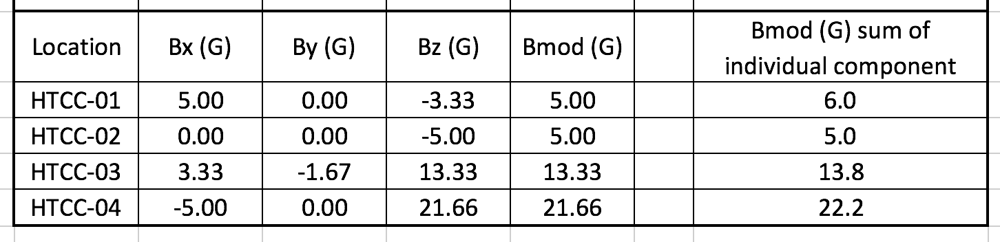 Location Bx (G) By (G) Bz (G) Bmod (G) Bmod (G) sum of
individual component
HTCC-01 5.00 0.00 -3.33 5.00 6.0
HTCC-02 0.00 0.00 -5.00 5.00 5.0
HTCC-03 3.33 -1.67 13.33 13.33 13.8
HTCC-04 -5.00 0.00 21.66 21.66 22.2